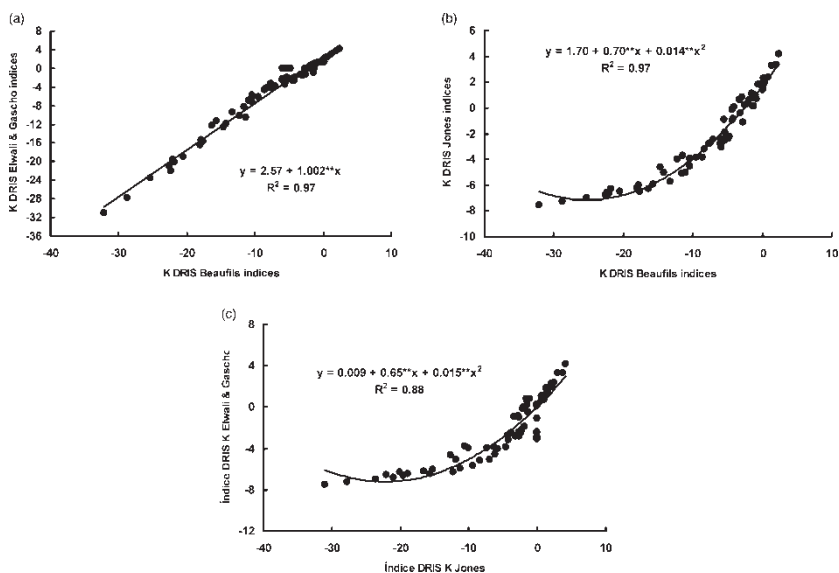 (a)
8
4
0
-4
-8
-12
-16
-20
-24
-28
-32
-36
K DRIS Elwali & Gascho indices
y = 2.57 + 1.002**x
R² = 0.97
-40 -30 -20 -10 0 10
K DRIS Beaufils indices
(b)
6
4
2
0
-2
-4
-6
-8
-10
K DRIS Jones indices
y = 1.70 + 0.70**x + 0.014**x²
R² = 0.97
-40 -30 -20 -10 0 10
K DRIS Beaufils indices
(c)
8
4
0
-4
-8
-12
Índice DRIS K Elwali & Gascho
y = 0.009 + 0.65**x + 0.015**x²
R² = 0.88
-40 -30 -20 -10 0 10
Índice DRIS K Jones